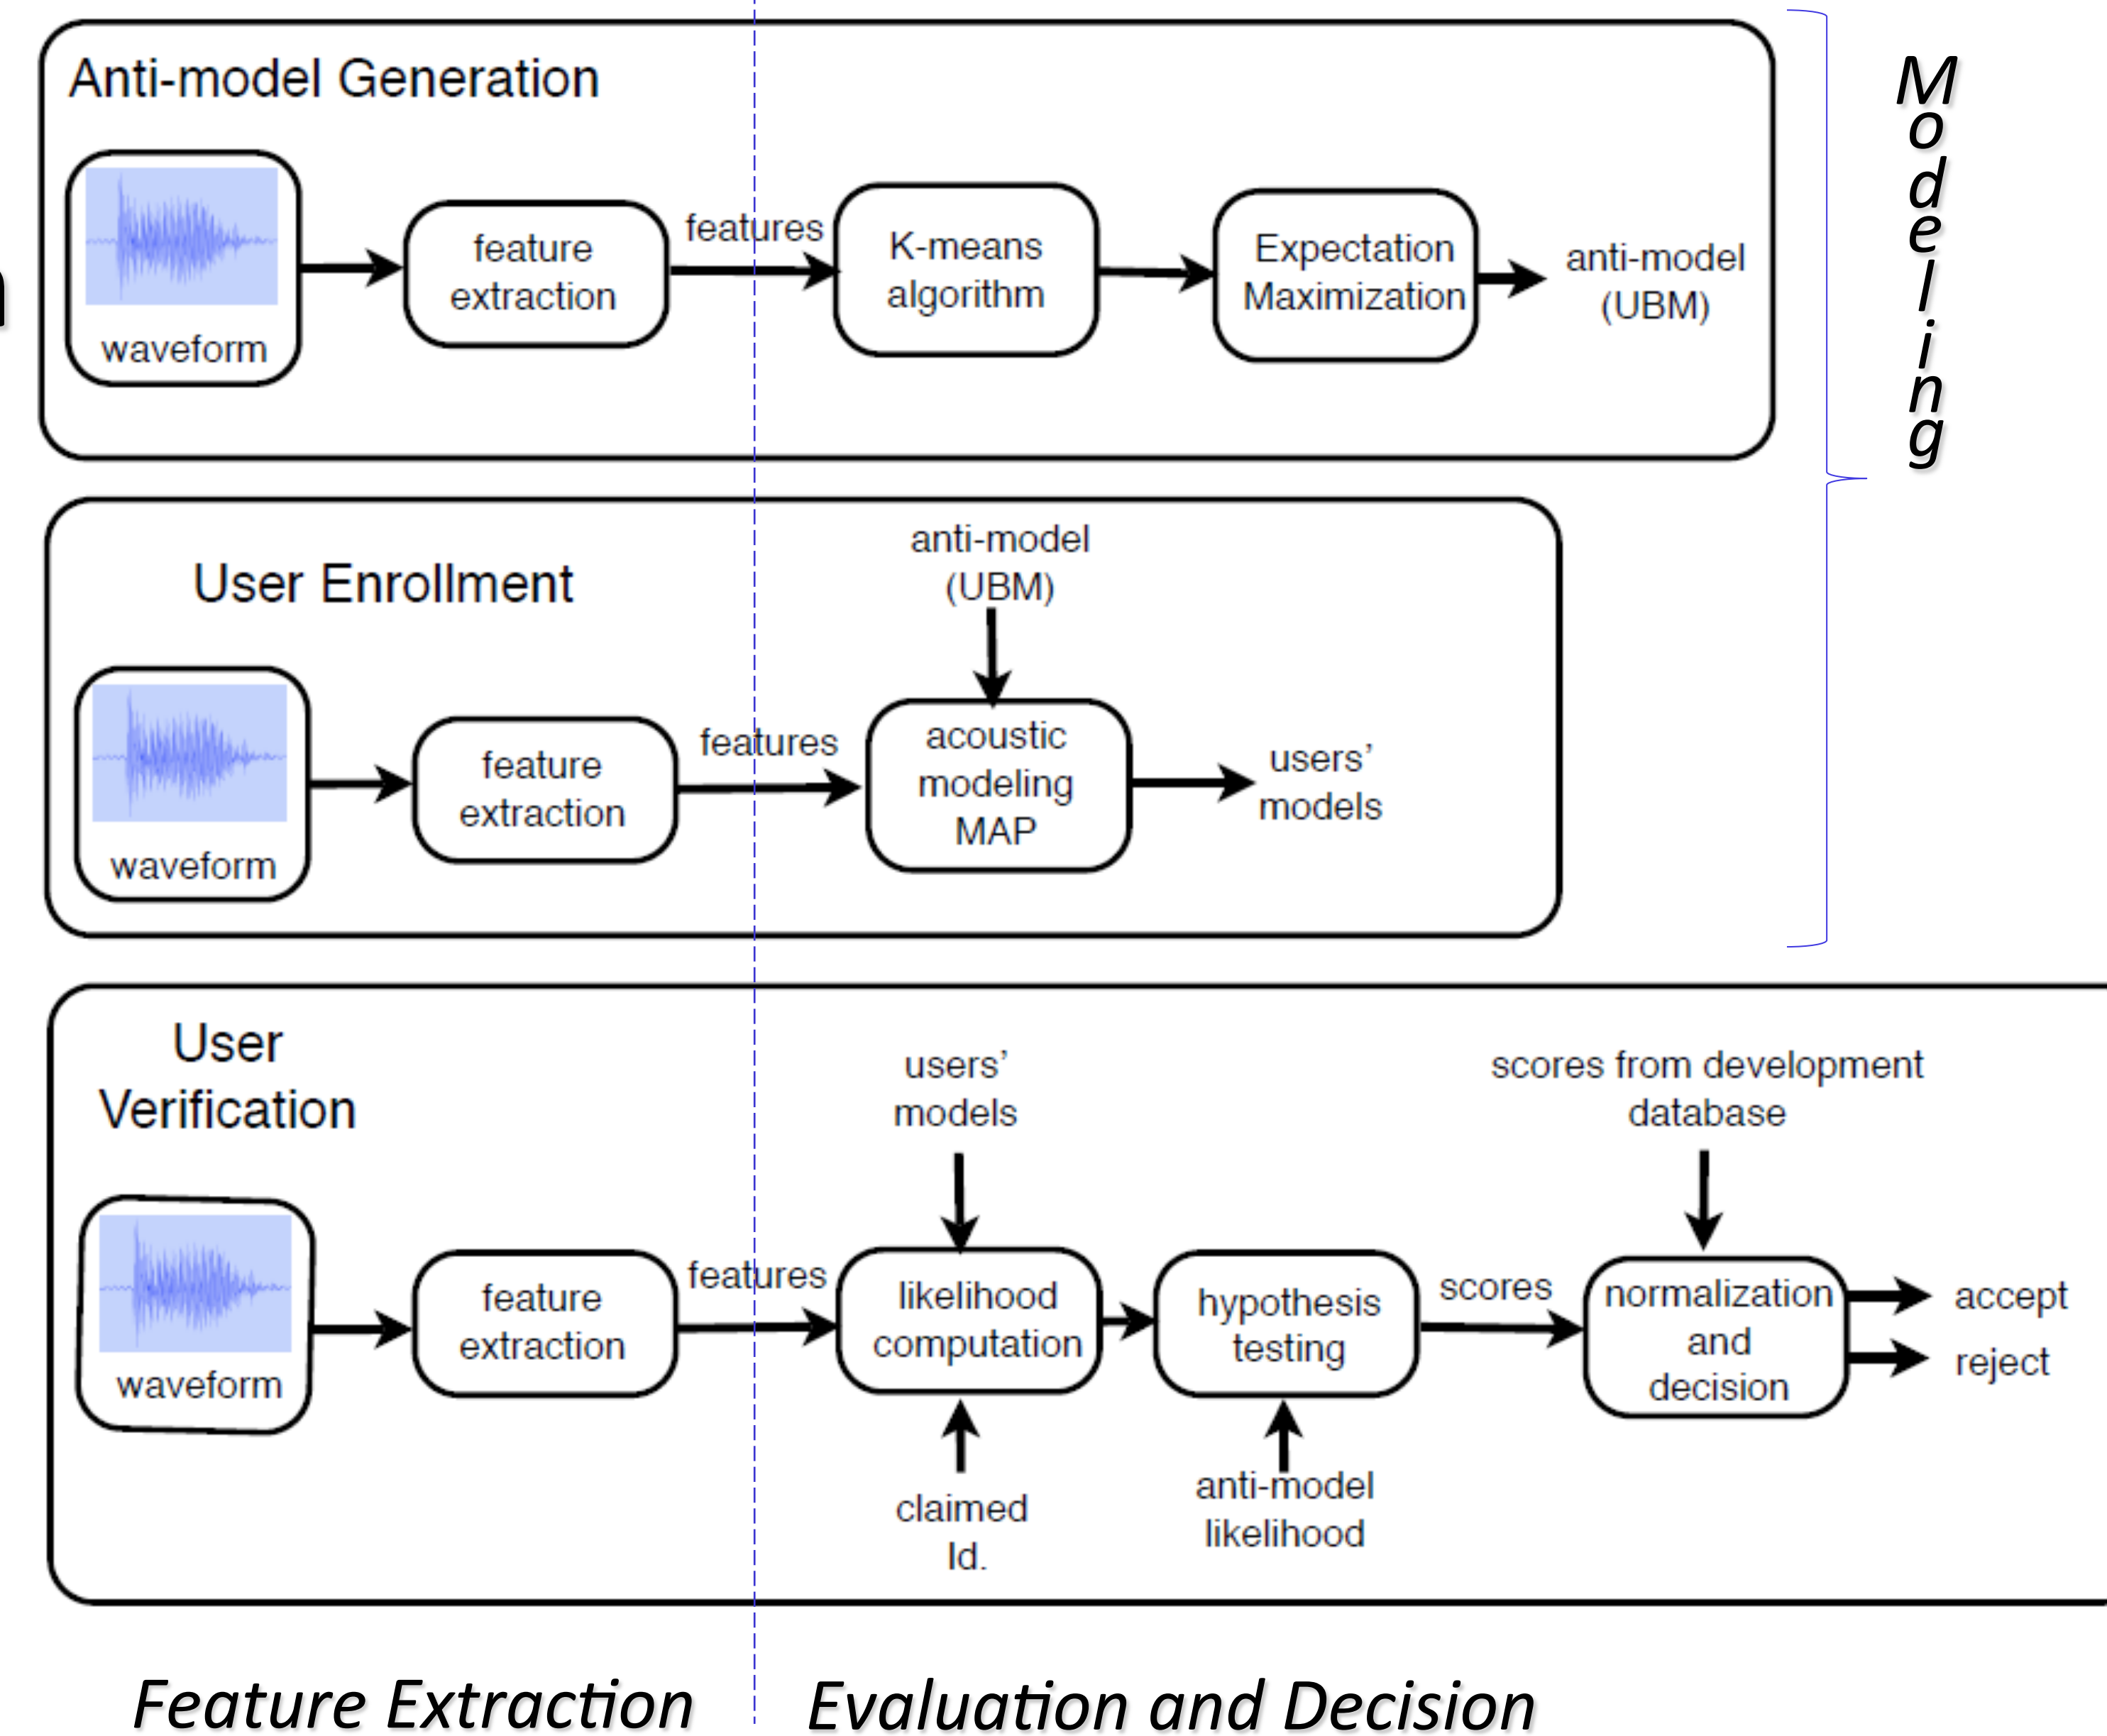 Anti-model Generation
waveform
feature
extraction
features
K-means
algorithm
Expectation
Maximization
anti-model
(UBM)
Modeling
User Enrollment
waveform
feature
extraction
features
anti-model
(UBM)
acoustic
modeling
MAP
users’
models
User
Verification
waveform
feature
extraction
features
users’
models
likelihood
computation
claimed
Id.
hypothesis
testing
anti-model
likelihood
scores
scores from development
database
normalization
and
decision
accept
reject
Feature Extraction
Evaluation and Decision